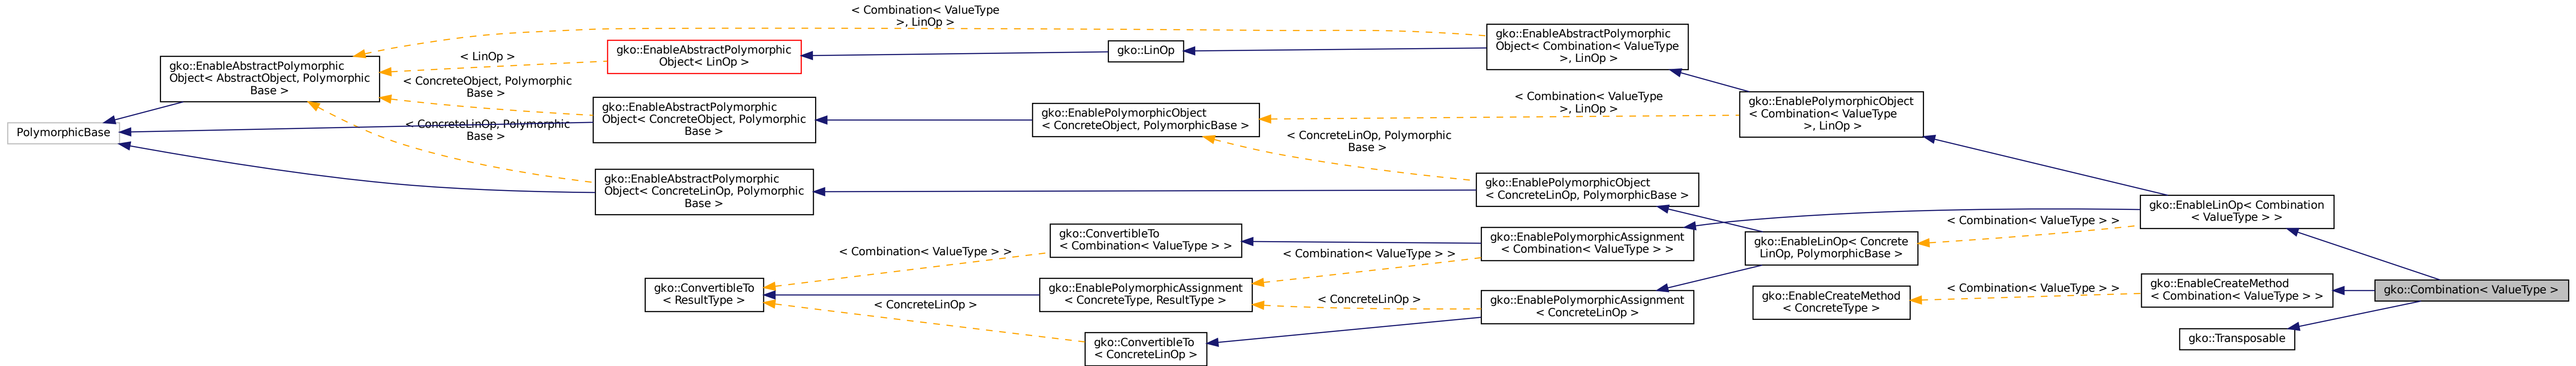 < Combination< ValueType
>, LinOp >
gko::EnableAbstractPolymorphic
Object< AbstractObject, Polymorphic
Base >
< LinOp >
gko::EnableAbstractPolymorphic
Object< LinOp >
gko::LinOp
gko::EnableAbstractPolymorphic
Object< Combination< ValueType
>, LinOp >
< ConcreteObject, Polymorphic
Base >
PolymorphicBase
gko::EnableAbstractPolymorphic
Object< ConcreteObject, Polymorphic
Base >
gko::EnablePolymorphicObject
< ConcreteObject, PolymorphicBase >
< Combination< ValueType
>, LinOp >
gko::EnablePolymorphicObject
< Combination< ValueType
>, LinOp >
< ConcreteLinOp, Polymorphic
Base >
< ConcreteLinOp, Polymorphic
Base >
gko::EnableAbstractPolymorphic
Object< ConcreteLinOp, Polymorphic
Base >
gko::EnablePolymorphicObject
< ConcreteLinOp, PolymorphicBase >
gko::EnableLinOp< Combination
< ValueType > >
gko::ConvertibleTo
< Combination< ValueType > >
gko::EnablePolymorphicAssignment
< Combination< ValueType > >
gko::EnableLinOp< Concrete
LinOp, PolymorphicBase >
< Combination< ValueType > >
< Combination< ValueType > >
< Combination< ValueType > >
gko::ConvertibleTo
< ResultType >
gko::EnablePolymorphicAssignment
< ConcreteType, ResultType >
< ConcreteLinOp >
< ConcreteLinOp >
gko::EnablePolymorphicAssignment
< ConcreteLinOp >
gko::EnableCreateMethod
< ConcreteType >
< Combination< ValueType > >
gko::EnableCreateMethod
< Combination< ValueType > >
gko::Combination< ValueType >
gko::ConvertibleTo
< ConcreteLinOp >
gko::Transposable